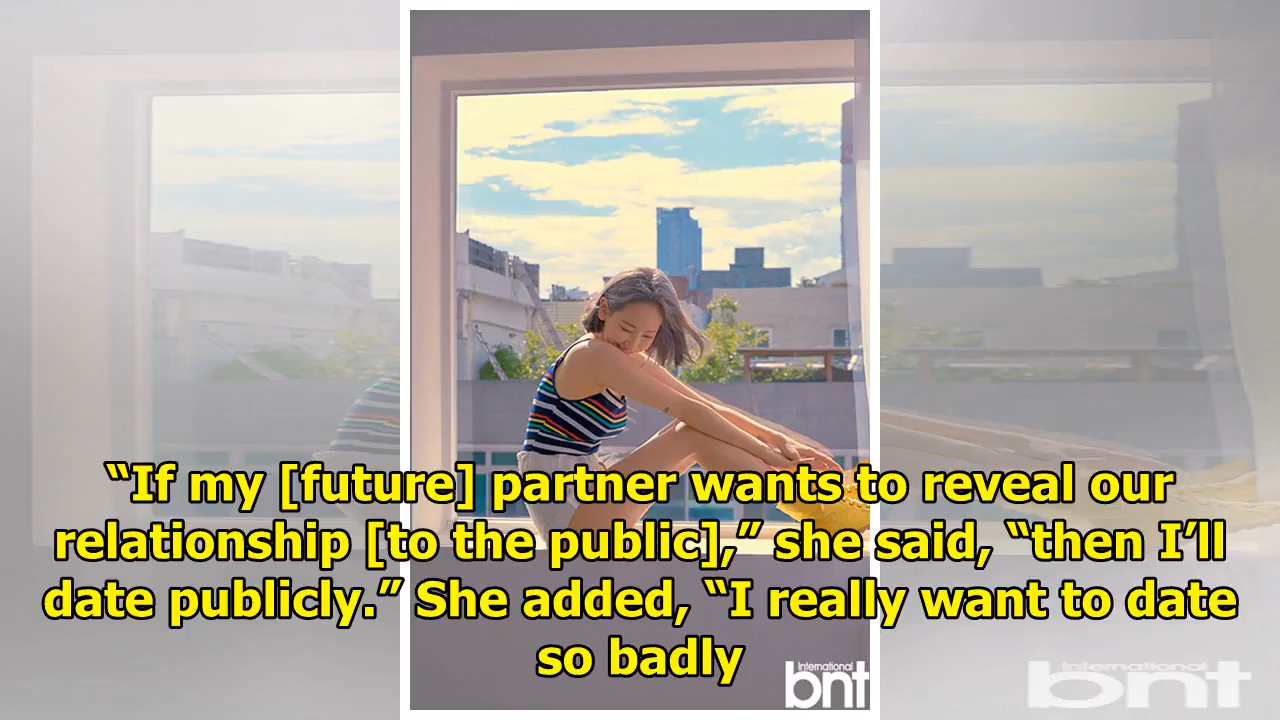 “If my [future] partner wants to reveal our
relationship [to the public],” she said, “then I’ll
date publicly.” She added, “I really want to date
so badly
International
bnt
International
bnt